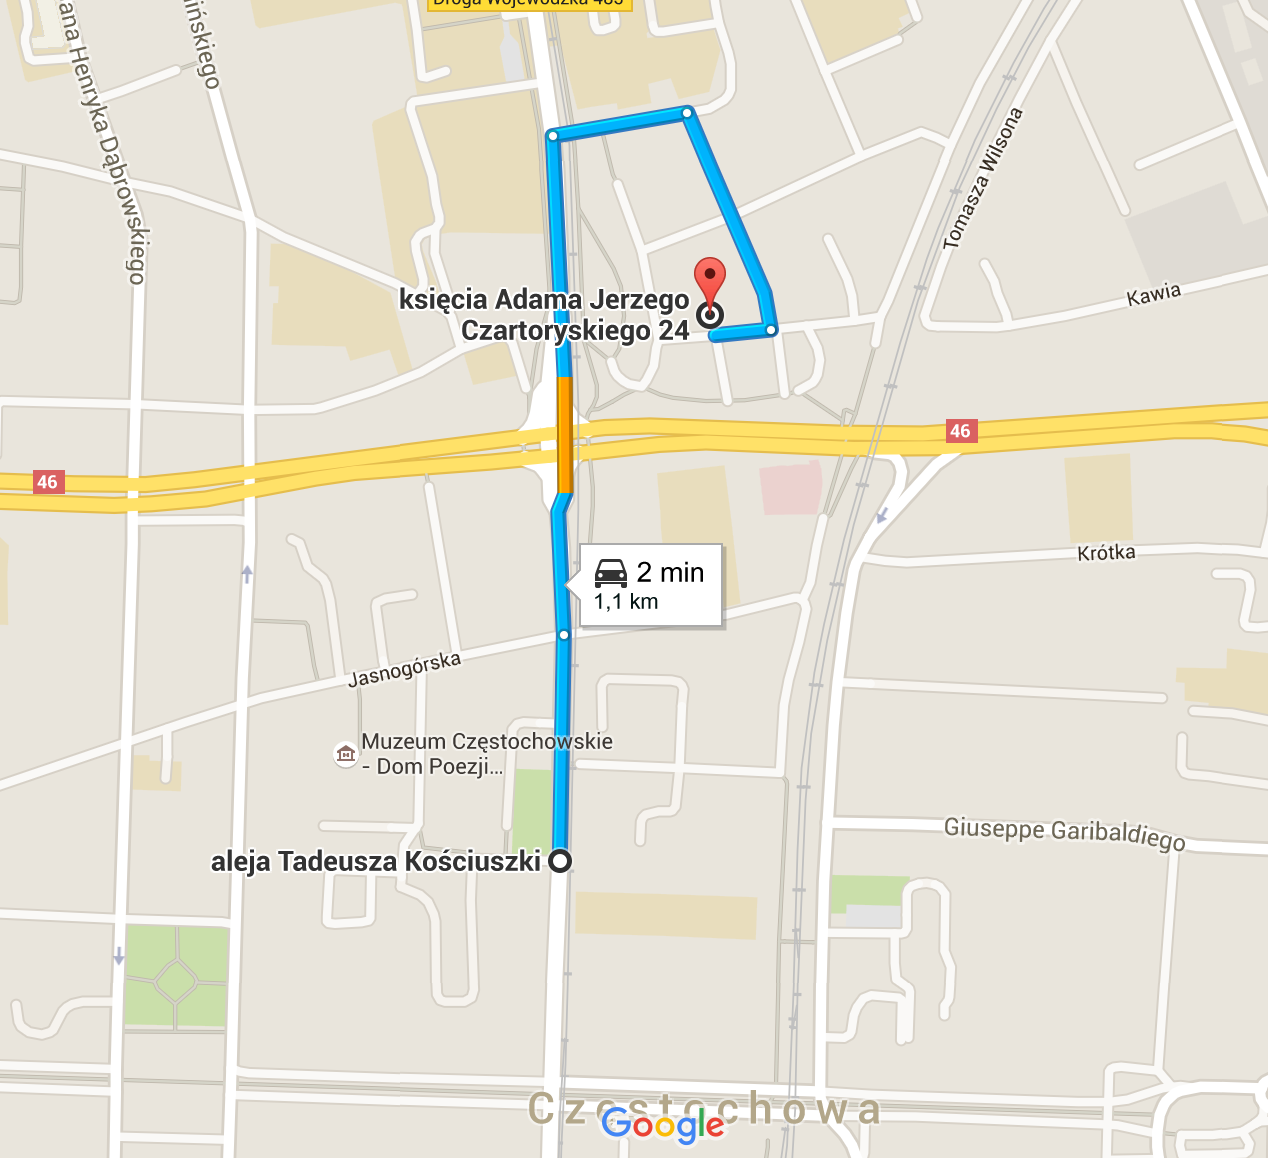 Droga Wojewódzka 483
ana Henryka Dąbrowskiego
ińskiego
Tomasza Wilsona
księcia Adama Jerzego
Czartoryskiego 24
Kawia
46
46
Krótka
2 min
1,1 km
Jasnogórska
Muzeum Częstochowskie
- Dom Poezji...
Giuseppe Garibaldiego
aleja Tadeusza Kościuszki
Częstochowa
Google